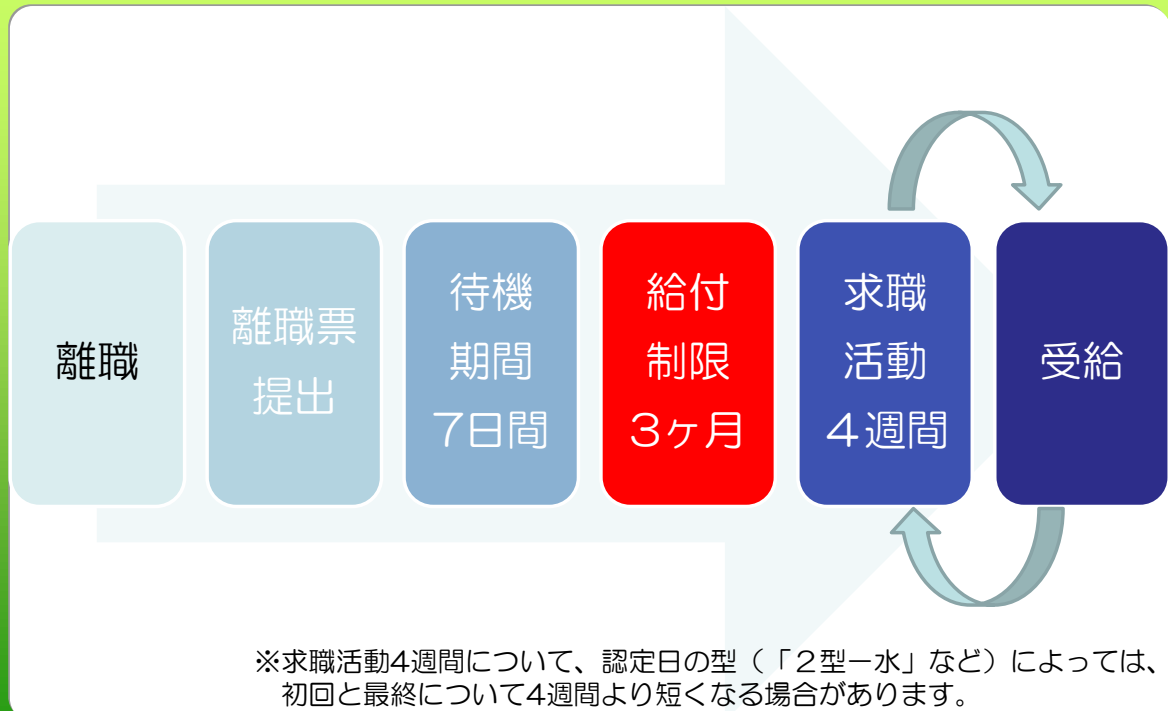 離職
離職票
提出
待機
期間
7日間
給付
制限
3ヶ月
求職
活動
4週間
受給
※求職活動4週間について、認定日の型（「２型ー水」など）によっては、
初回と最終について4週間より短くなる場合があります。